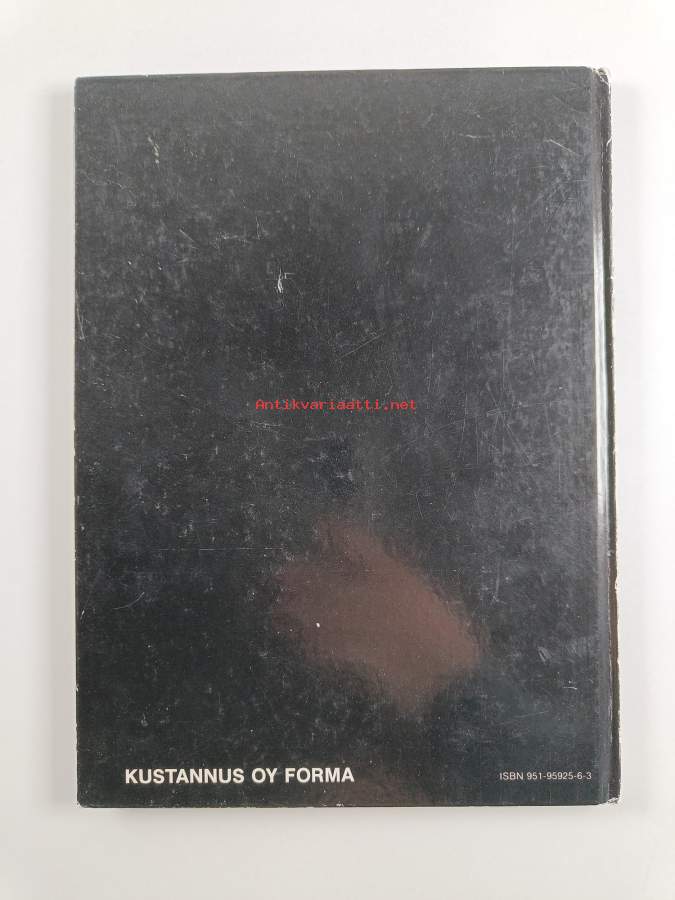 Antikvariaatti.net
KUSTANNUS OY FORMA
ISBN 951-95925-6-3